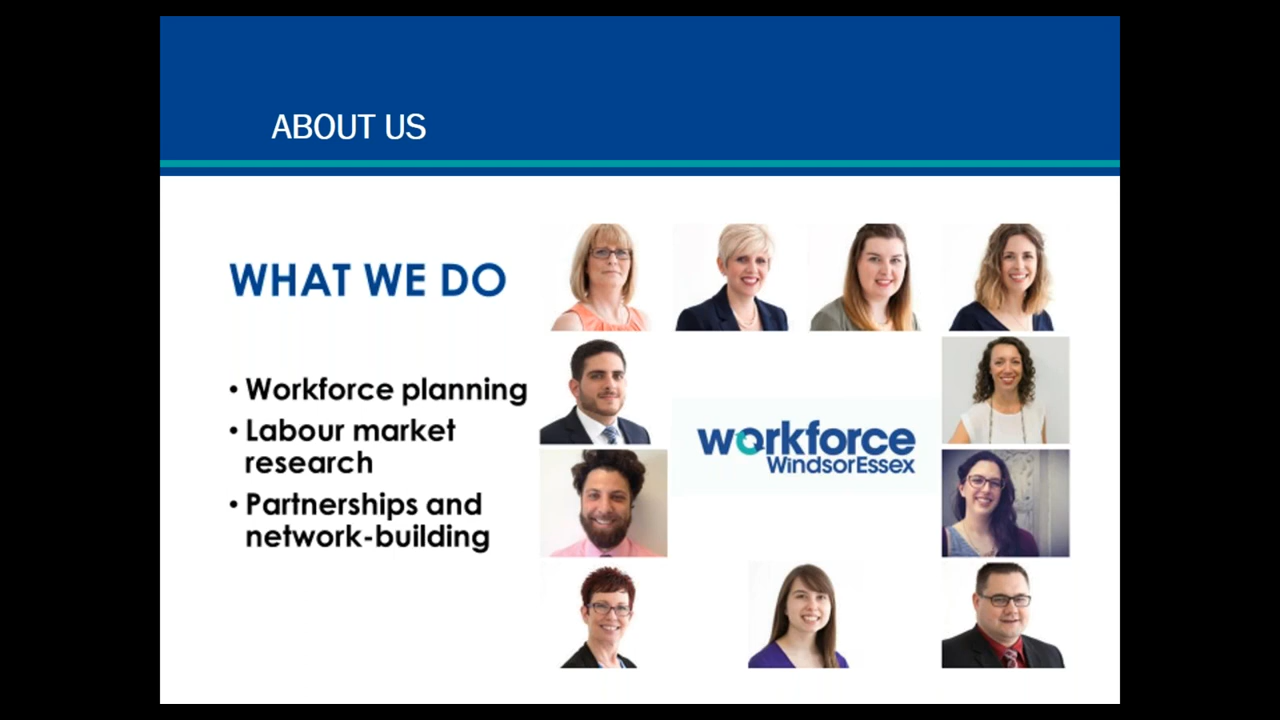 ABOUT US
WHAT WE DO
• Workforce planning
• Labour market
research
• Partnerships and
network-building
workforce
WindsorEssex